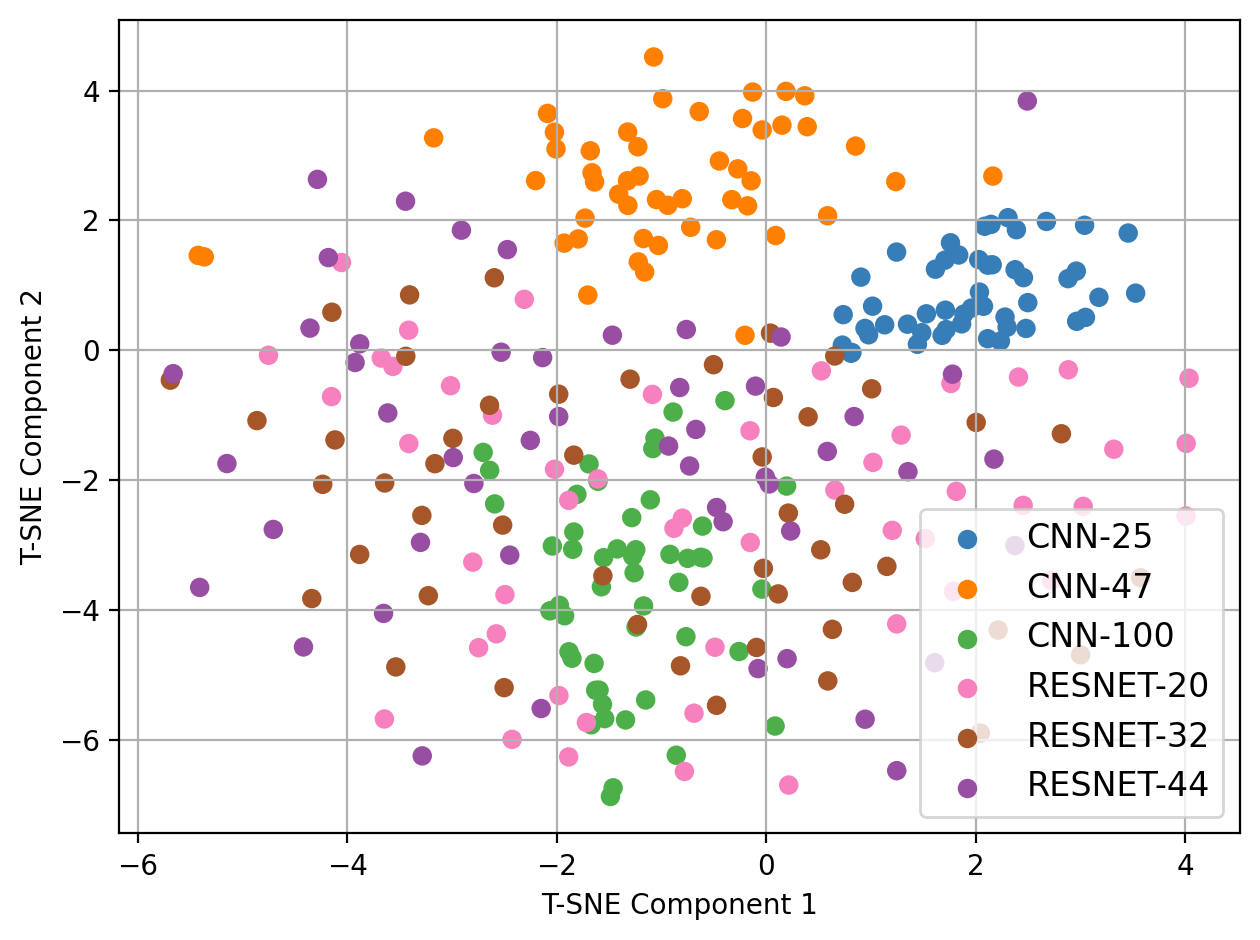 4
2
0
−2
−4
−6
T-SNE Component 2
CNN-25
CNN-47
CNN-100
RESNET-20
RESNET-32
RESNET-44
−6
−4
−2
0
2
4
T-SNE Component 1